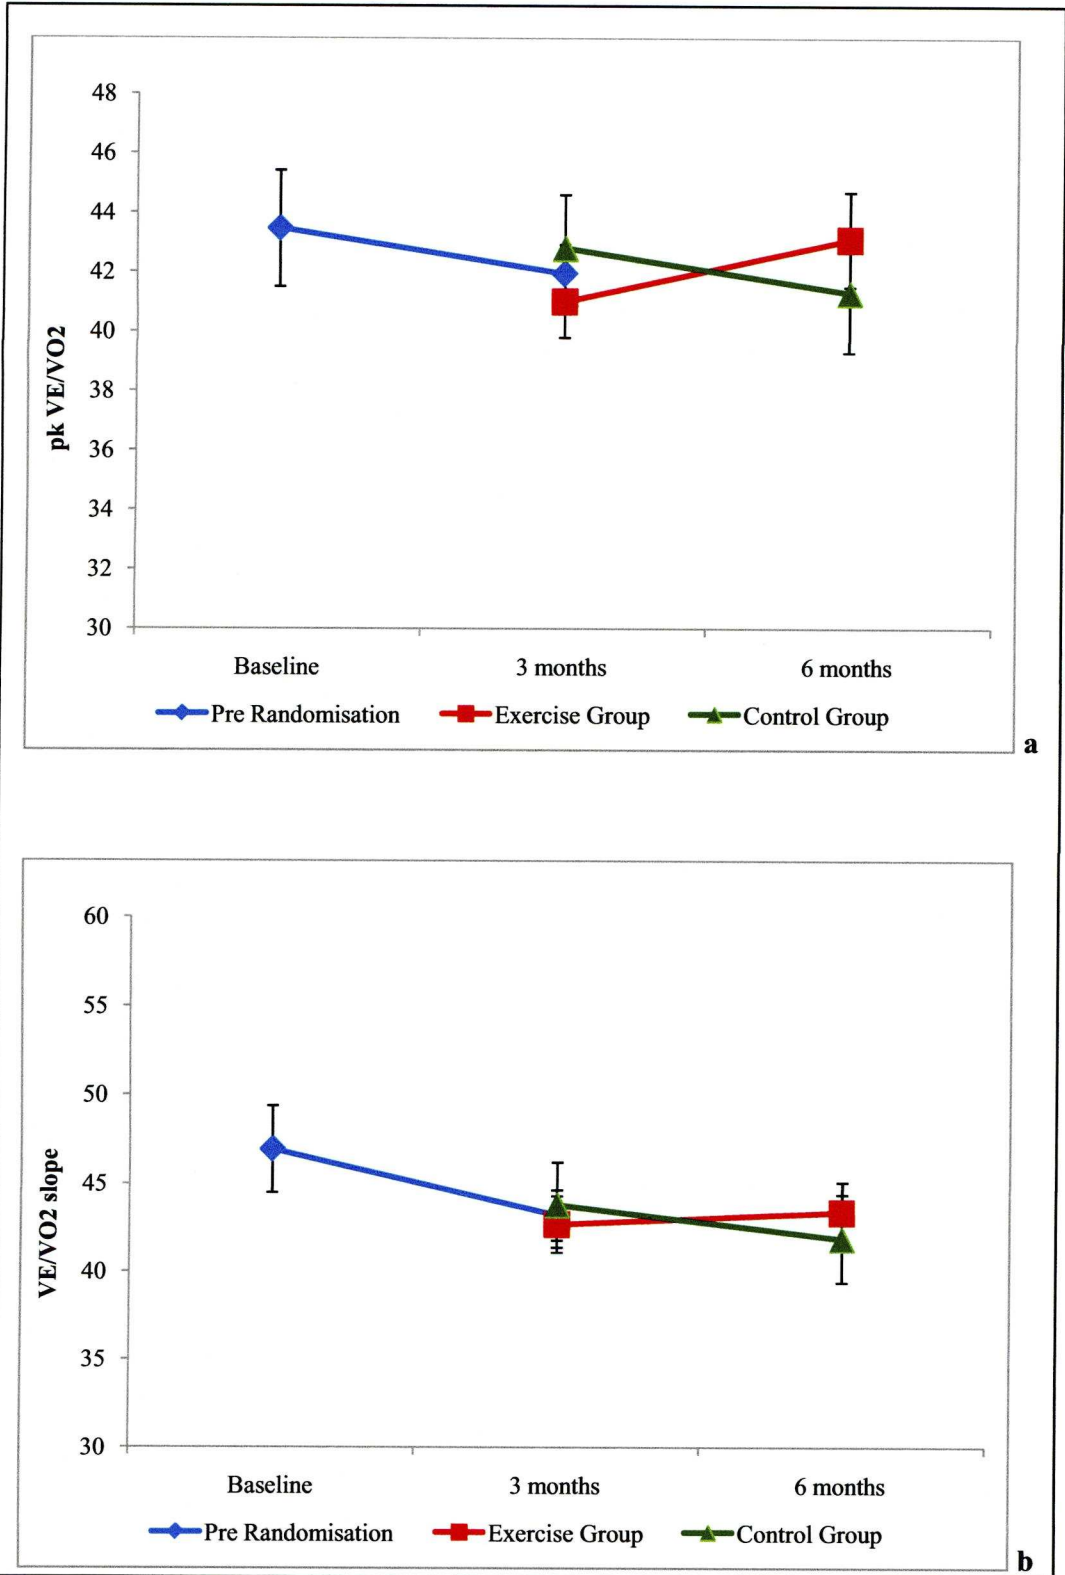 48
46
44
42
40
38
36
34
32
30
pk VE/VO2
Baseline 3 months 6 months
Pre Randomisation Exercise Group Control Group
a
60
55
50
45
40
35
30
VE/VO2 slope
Baseline 3 months 6 months
Pre Randomisation Exercise Group Control Group
b